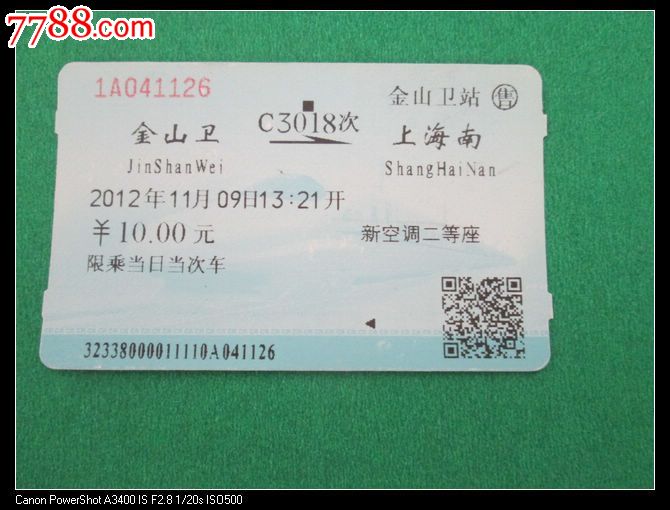 7788.com
1A041126
金山卫站 售
金山卫 C3018次 上海南
JinShanWei ShangHaiNan
2012年11月09日13:21开
￥10.00元 新空调二等座
限乘当日当次车
32338000011110A041126
Canon PowerShot A3400 IS F2.8 1/20s ISO500